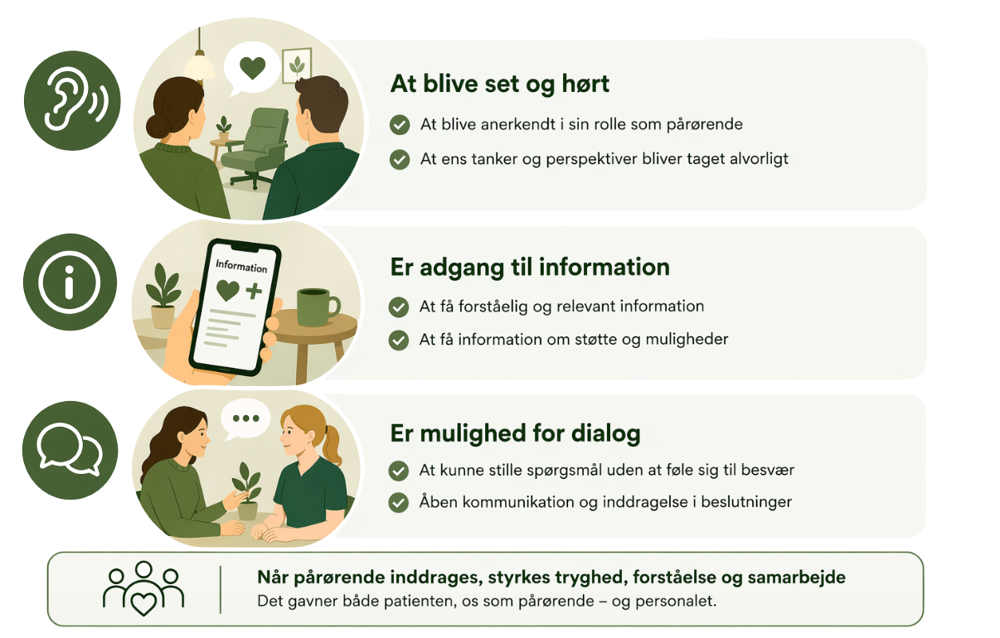 At blive set og hørt
At blive anerkendt i sin rolle som pårørende
At ens tanker og perspektiver bliver taget alvorligt
Information
Er adgang til information
At få forståelig og relevant information
At få information om støtte og muligheder
Er mulighed for dialog
At kunne stille spørgsmål uden at føle sig til besvær
Åben kommunikation og inddragelse i beslutninger
Når pårørende inddrages, styrkes tryghed, forståelse og samarbejde
Det gavner både patienten, os som pårørende – og personalet.